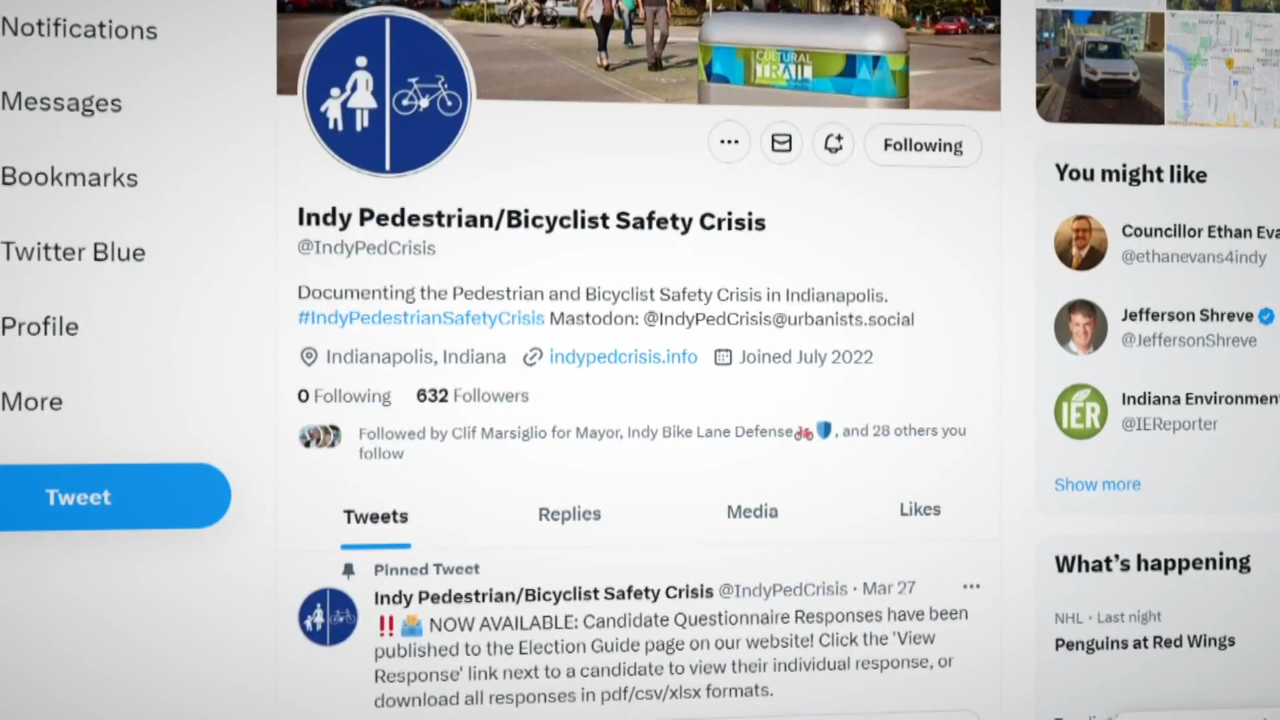 Notifications
Messages
Bookmarks
Twitter Blue
Profile
More
Tweet
CULTURAL
TRAIL
Following
Indy Pedestrian/Bicyclist Safety Crisis
@IndyPedCrisis
Documenting the Pedestrian and Bicyclist Safety Crisis in Indianapolis.
#IndyPedestrianSafetyCrisis Mastodon: @IndyPedCrisis@urbanists.social
Indianapolis, Indiana indypedcrisis.info Joined July 2022
0 Following 632 Followers
Followed by Clif Marsiglio for Mayor, Indy Bike Lane Defense🚲🛡️, and 28 others you
follow
Tweets Replies Media Likes
Pinned Tweet
Indy Pedestrian/Bicyclist Safety Crisis @IndyPedCrisis · Mar 27
‼️🗳️ NOW AVAILABLE: Candidate Questionnaire Responses have been
published to the Election Guide page on our website! Click the 'View
Response' link next to a candidate to view their individual response, or
download all responses in pdf/csv/xlsx formats.
You might like
Councillor Ethan Eva
@ethanevans4indy
Jefferson Shreve
@JeffersonShreve
IER
Indiana Environmen
@IEReporter
Show more
What's happening
NHL · Last night
Penguins at Red Wings